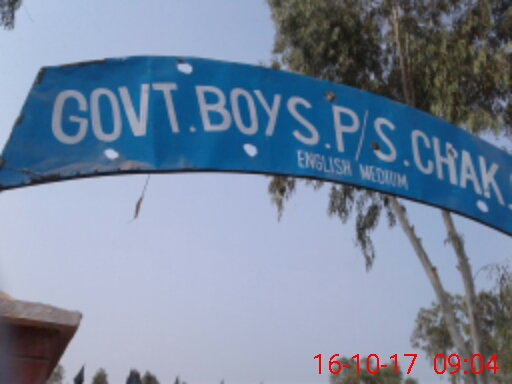 GOVT. BOYS. P/S. CHAK.
ENGLISH MEDIUM
16-10-17 09:04